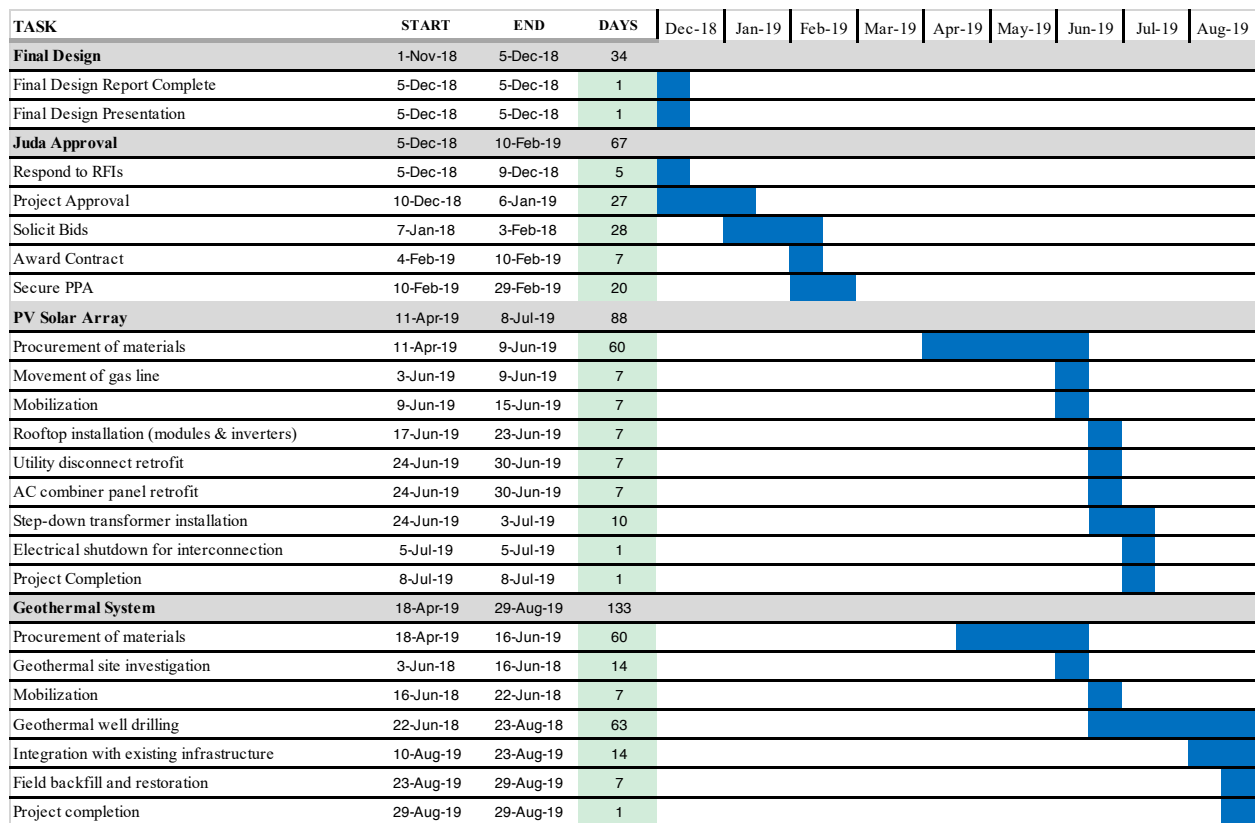 TASK START END DAYS Dec-18 Jan-19 Feb-19 Mar-19 Apr-19 May-19 Jun-19 Jul-19 Aug-19
Final Design 1-Nov-18 5-Dec-18 34
Final Design Report Complete 5-Dec-18 5-Dec-18 1
Final Design Presentation 5-Dec-18 5-Dec-18 1
Juda Approval 5-Dec-18 10-Feb-19 67
Respond to RFIs 5-Dec-18 9-Dec-18 5
Project Approval 10-Dec-18 6-Jan-19 27
Solicit Bids 7-Jan-18 3-Feb-18 28
Award Contract 4-Feb-19 10-Feb-19 7
Secure PPA 10-Feb-19 29-Feb-19 20
PV Solar Array 11-Apr-19 8-Jul-19 88
Procurement of materials 11-Apr-19 9-Jun-19 60
Movement of gas line 3-Jun-19 9-Jun-19 7
Mobilization 9-Jun-19 15-Jun-19 7
Rooftop installation (modules & inverters) 17-Jun-19 23-Jun-19 7
Utility disconnect retrofit 24-Jun-19 30-Jun-19 7
AC combiner panel retrofit 24-Jun-19 30-Jun-19 7
Step-down transformer installation 24-Jun-19 3-Jul-19 10
Electrical shutdown for interconnection 5-Jul-19 5-Jul-19 1
Project Completion 8-Jul-19 8-Jul-19 1
Geothermal System 18-Apr-19 29-Aug-19 133
Procurement of materials 18-Apr-19 16-Jun-19 60
Geothermal site investigation 3-Jun-18 16-Jun-18 14
Mobilization 16-Jun-18 22-Jun-18 7
Geothermal well drilling 22-Jun-18 23-Aug-18 63
Integration with existing infrastructure 10-Aug-19 23-Aug-19 14
Field backfill and restoration 23-Aug-19 29-Aug-19 7
Project completion 29-Aug-19 29-Aug-19 1